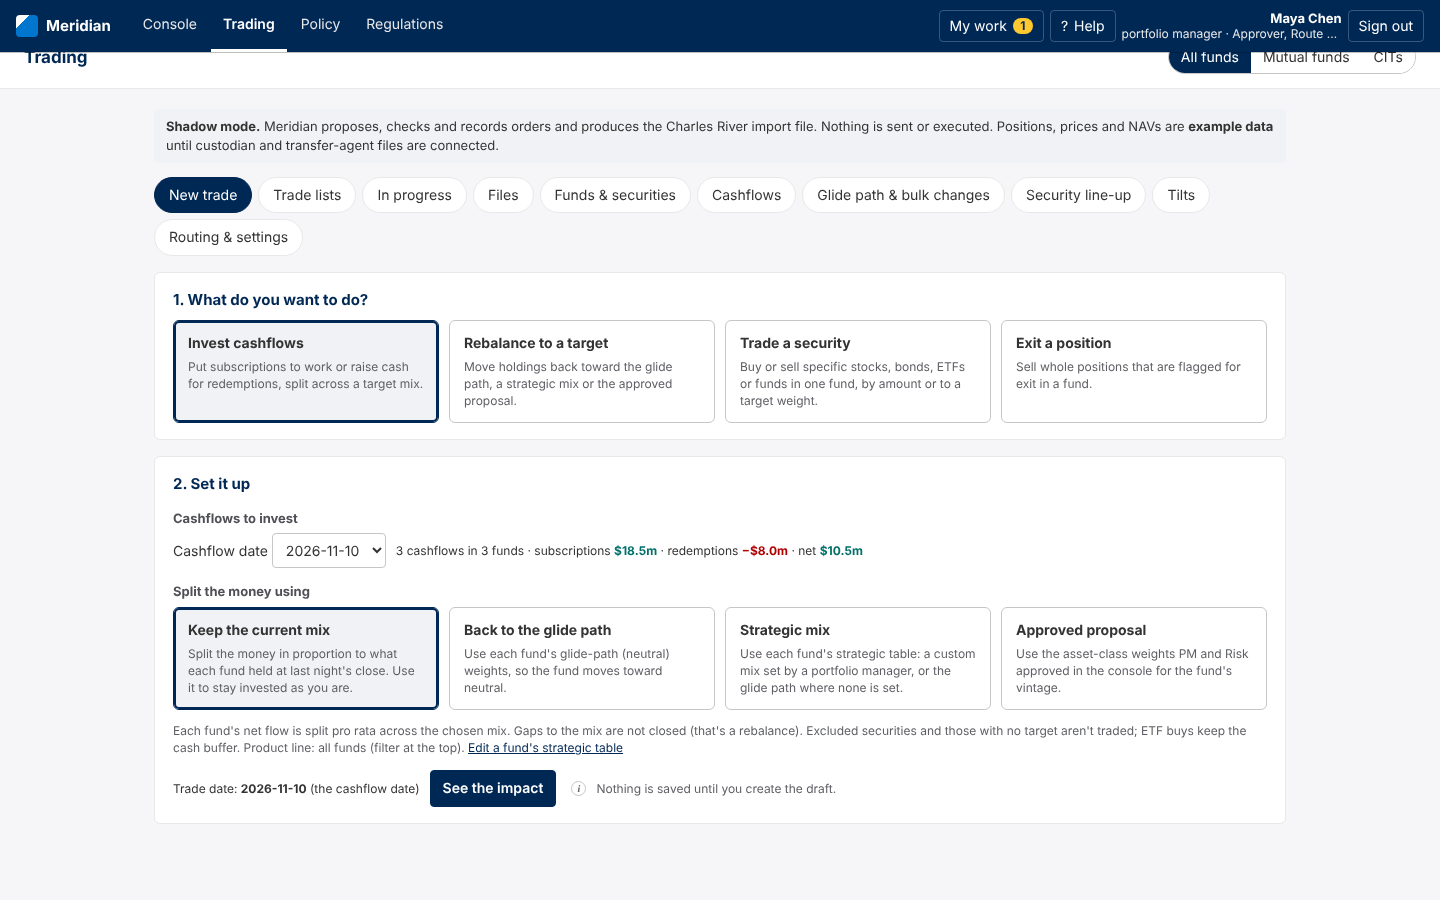 Meridian
Console
Trading
Policy
Regulations
My work 1
? Help
Maya Chen
portfolio manager · Approver, Route ...
Sign out
Trading
All funds
Mutual funds
CITs
Shadow mode. Meridian proposes, checks and records orders and produces the Charles River import file. Nothing is sent or executed. Positions, prices and NAVs are example data
until custodian and transfer-agent files are connected.
New trade
Trade lists
In progress
Files
Funds & securities
Cashflows
Glide path & bulk changes
Security line-up
Tilts
Routing & settings
1. What do you want to do?
Invest cashflows
Put subscriptions to work or raise cash
for redemptions, split across a target mix.
Rebalance to a target
Move holdings back toward the glide
path, a strategic mix or the approved
proposal.
Trade a security
Buy or sell specific stocks, bonds, ETFs
or funds in one fund, by amount or to a
target weight.
Exit a position
Sell whole positions that are flagged for
exit in a fund.
2. Set it up
Cashflows to invest
Cashflow date 2026-11-10 3 cashflows in 3 funds · subscriptions $18.5m · redemptions −$8.0m · net $10.5m
Split the money using
Keep the current mix
Split the money in proportion to what
each fund held at last night's close. Use
it to stay invested as you are.
Back to the glide path
Use each fund's glide-path (neutral)
weights, so the fund moves toward
neutral.
Strategic mix
Use each fund's strategic table: a custom
mix set by a portfolio manager, or the
glide path where none is set.
Approved proposal
Use the asset-class weights PM and Risk
approved in the console for the fund's
vintage.
Each fund's net flow is split pro rata across the chosen mix. Gaps to the mix are not closed (that's a rebalance). Excluded securities and those with no target aren't traded; ETF buys keep the
cash buffer. Product line: all funds (filter at the top). Edit a fund's strategic table
Trade date: 2026-11-10 (the cashflow date) See the impact i Nothing is saved until you create the draft.